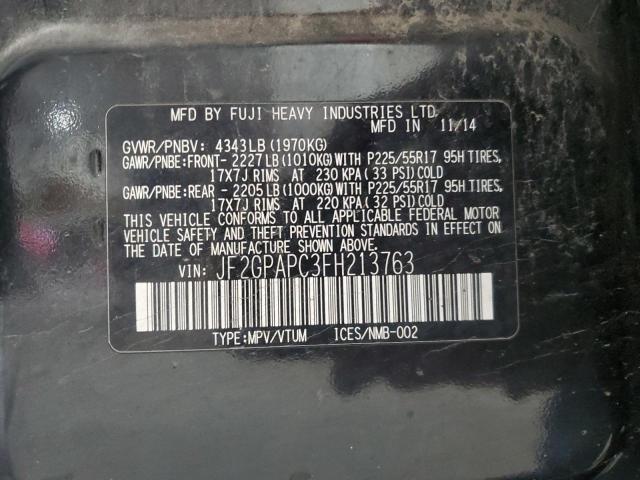 MFD BY FUJI HEAVY INDUSTRIES LTD.
MFD IN 11/14
GVWR/PNBV: 4343LB (1970KG)
GAWR/PNBE:FRONT- 2227LB (1010KG) WITH P225/55R17 95H TIRES,
17X7J RIMS AT 230 KPA (33 PSI) COLD
GAWR/PNBE:REAR - 2205LB (1000KG) WITH P225/55R17 95H TIRES,
17X7J RIMS AT 220 KPA (32 PSI) COLD
THIS VEHICLE CONFORMS TO ALL APPLICABLE FEDERAL MOTOR
VEHICLE SAFETY AND THEFT PREVENTION STANDARDS IN EFFECT ON
THE DATE OF MANUFACTURE SHOWN ABOVE.
VIN: JF2GPAPC3FH213763
TYPE:MPV/VTUM ICES/NMB-002